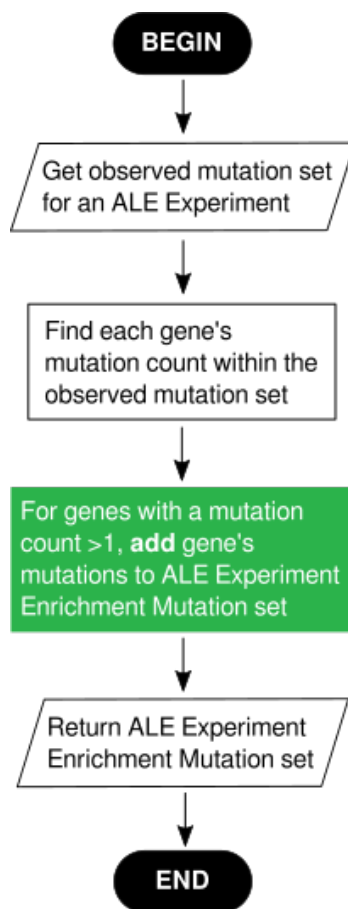 BEGIN
Get observed mutation set
for an ALE Experiment
Find each gene's
mutation count within the
observed mutation set
For genes with a mutation
count >1, add gene's
mutations to ALE Experiment
Enrichment Mutation set
Return ALE Experiment
Enrichment Mutation set
END